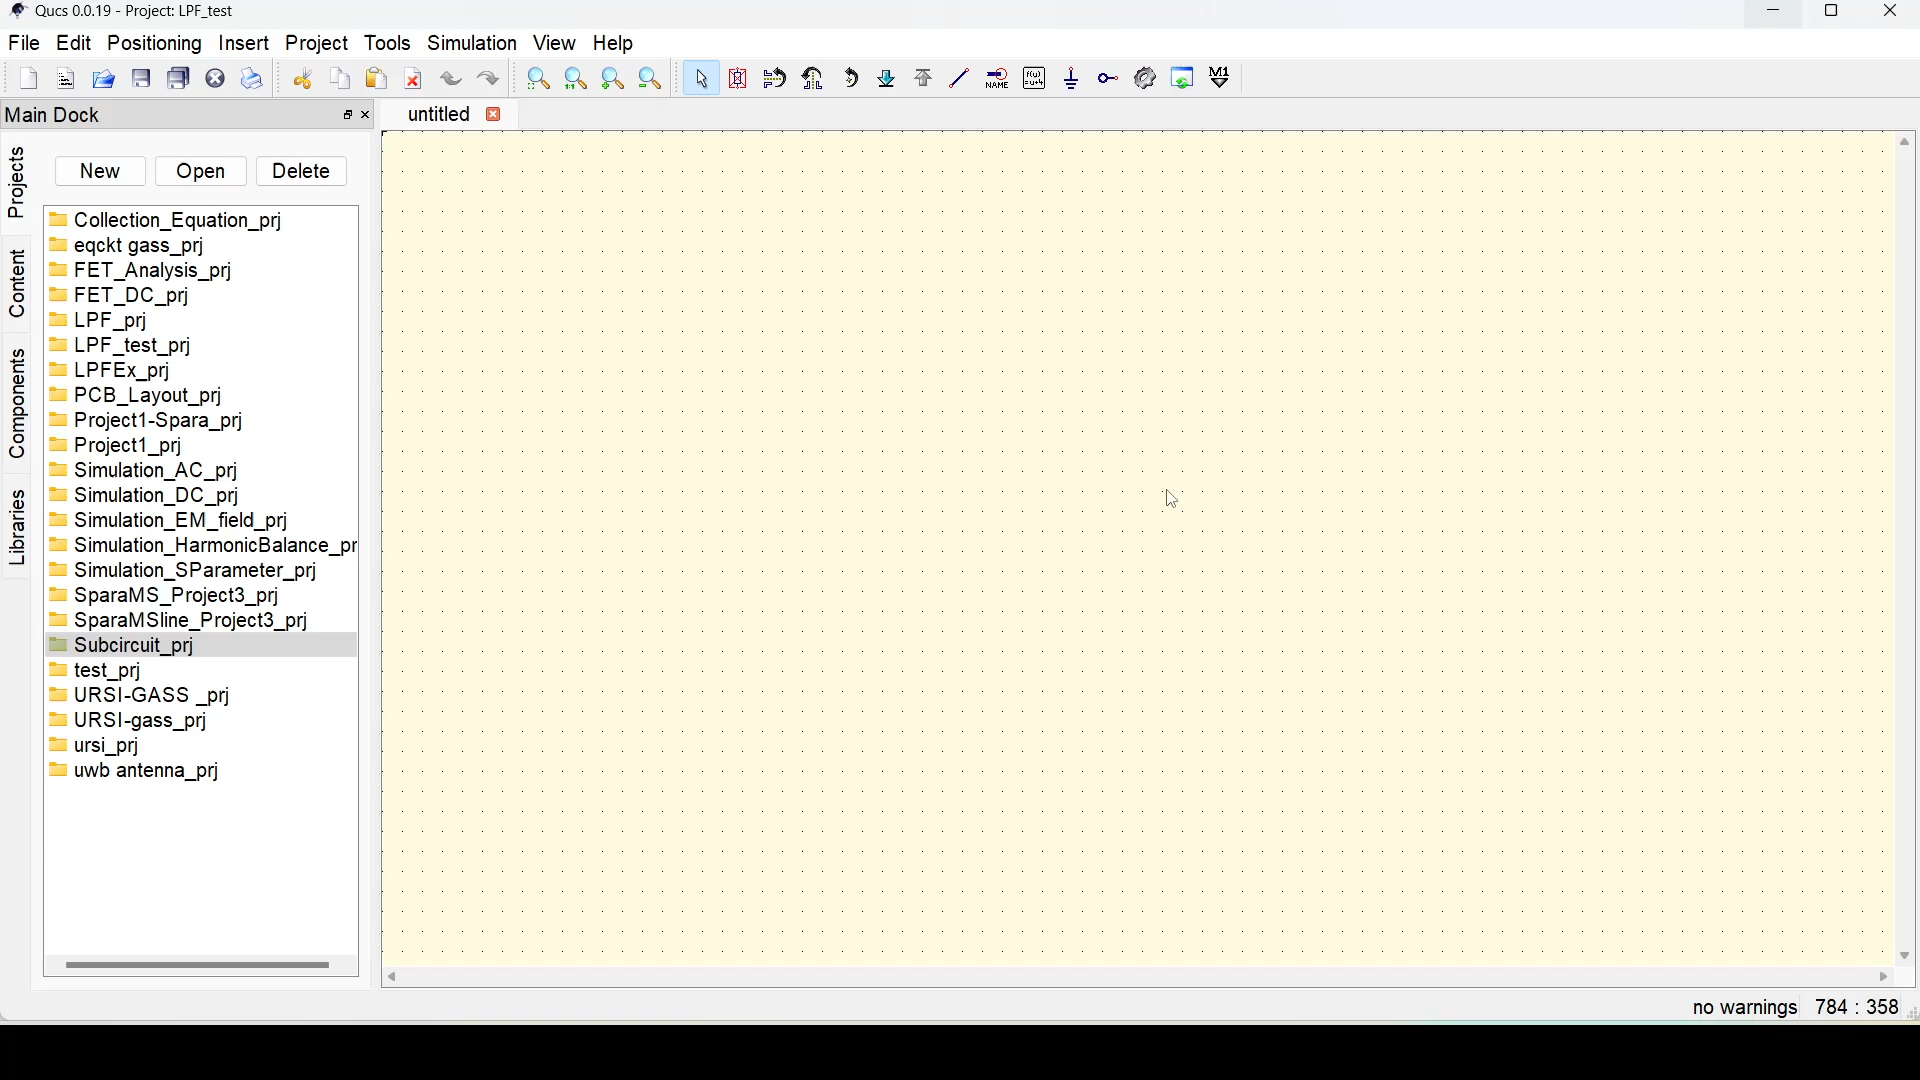 Qucs 0.0.19 - Project: LPF_test
File Edit Positioning Insert Project Tools Simulation View Help
NAME
f(u)
=u+4
M1
Main Dock
untitled
Projects
Content
Components
Libraries
New Open Delete
Collection_Equation_prj
eqckt gass_prj
FET_Analysis_prj
FET_DC_prj
LPF_prj
LPF_test_prj
LPFEx_prj
PCB_Layout_prj
Project1-Spara_prj
Project1_prj
Simulation_AC_prj
Simulation_DC_prj
Simulation_EM_field_prj
Simulation_HarmonicBalance_pr
Simulation_SParameter_prj
SparaMS_Project3_prj
SparaMSline_Project3_prj
Subcircuit_prj
test_prj
URSI-GASS _prj
URSI-gass_prj
ursi_prj
uwb antenna_prj
no warnings 784 : 358